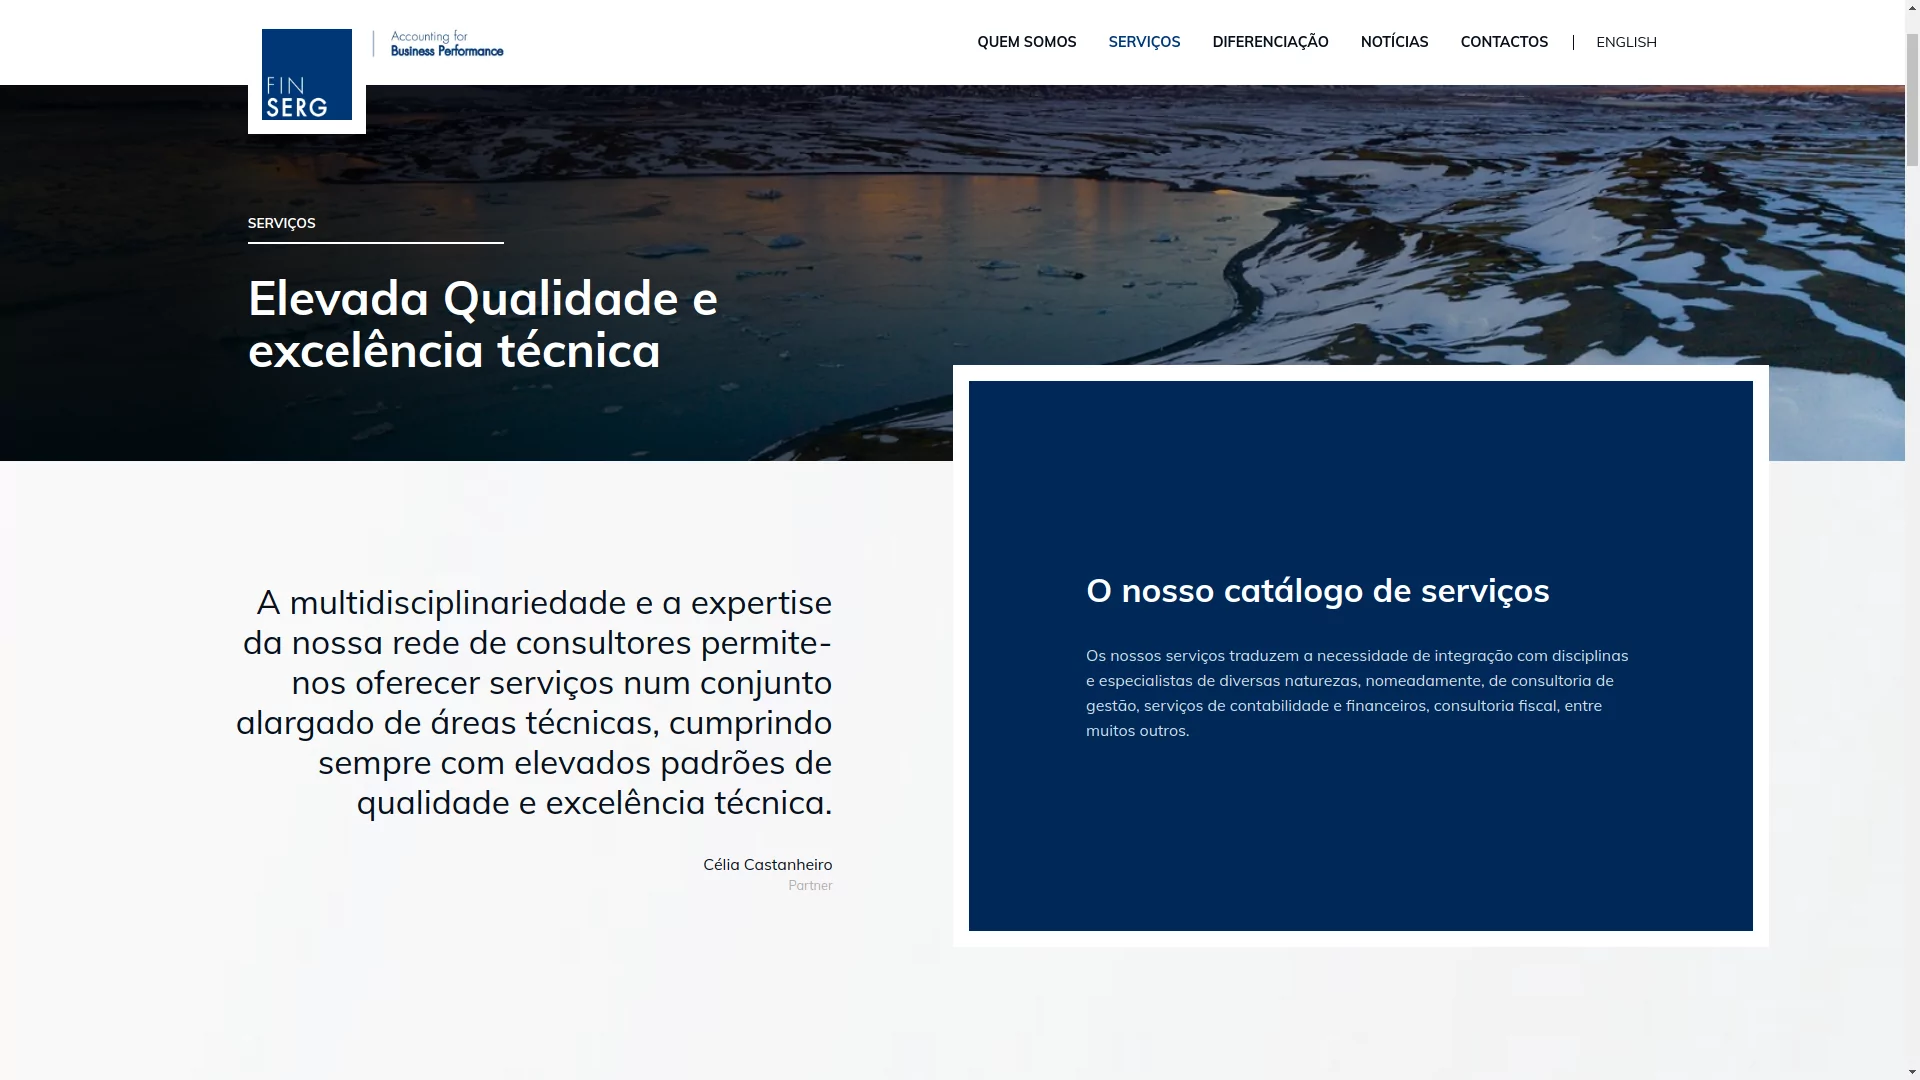 FIN
SERG
Accounting for
Business Performance
QUEM SOMOS
SERVIÇOS
DIFERENCIAÇÃO
NOTÍCIAS
CONTACTOS
ENGLISH
SERVIÇOS
Elevada Qualidade e
excelência técnica
A multidisciplinariedade e a expertise
da nossa rede de consultores permite-
nos oferecer serviços num conjunto
alargado de áreas técnicas, cumprindo
sempre com elevados padrões de
qualidade e excelência técnica.
Célia Castanheiro
Partner
O nosso catálogo de serviços
Os nossos serviços traduzem a necessidade de integração com disciplinas
e especialistas de diversas naturezas, nomeadamente, de consultoria de
gestão, serviços de contabilidade e financeiros, consultoria fiscal, entre
muitos outros.